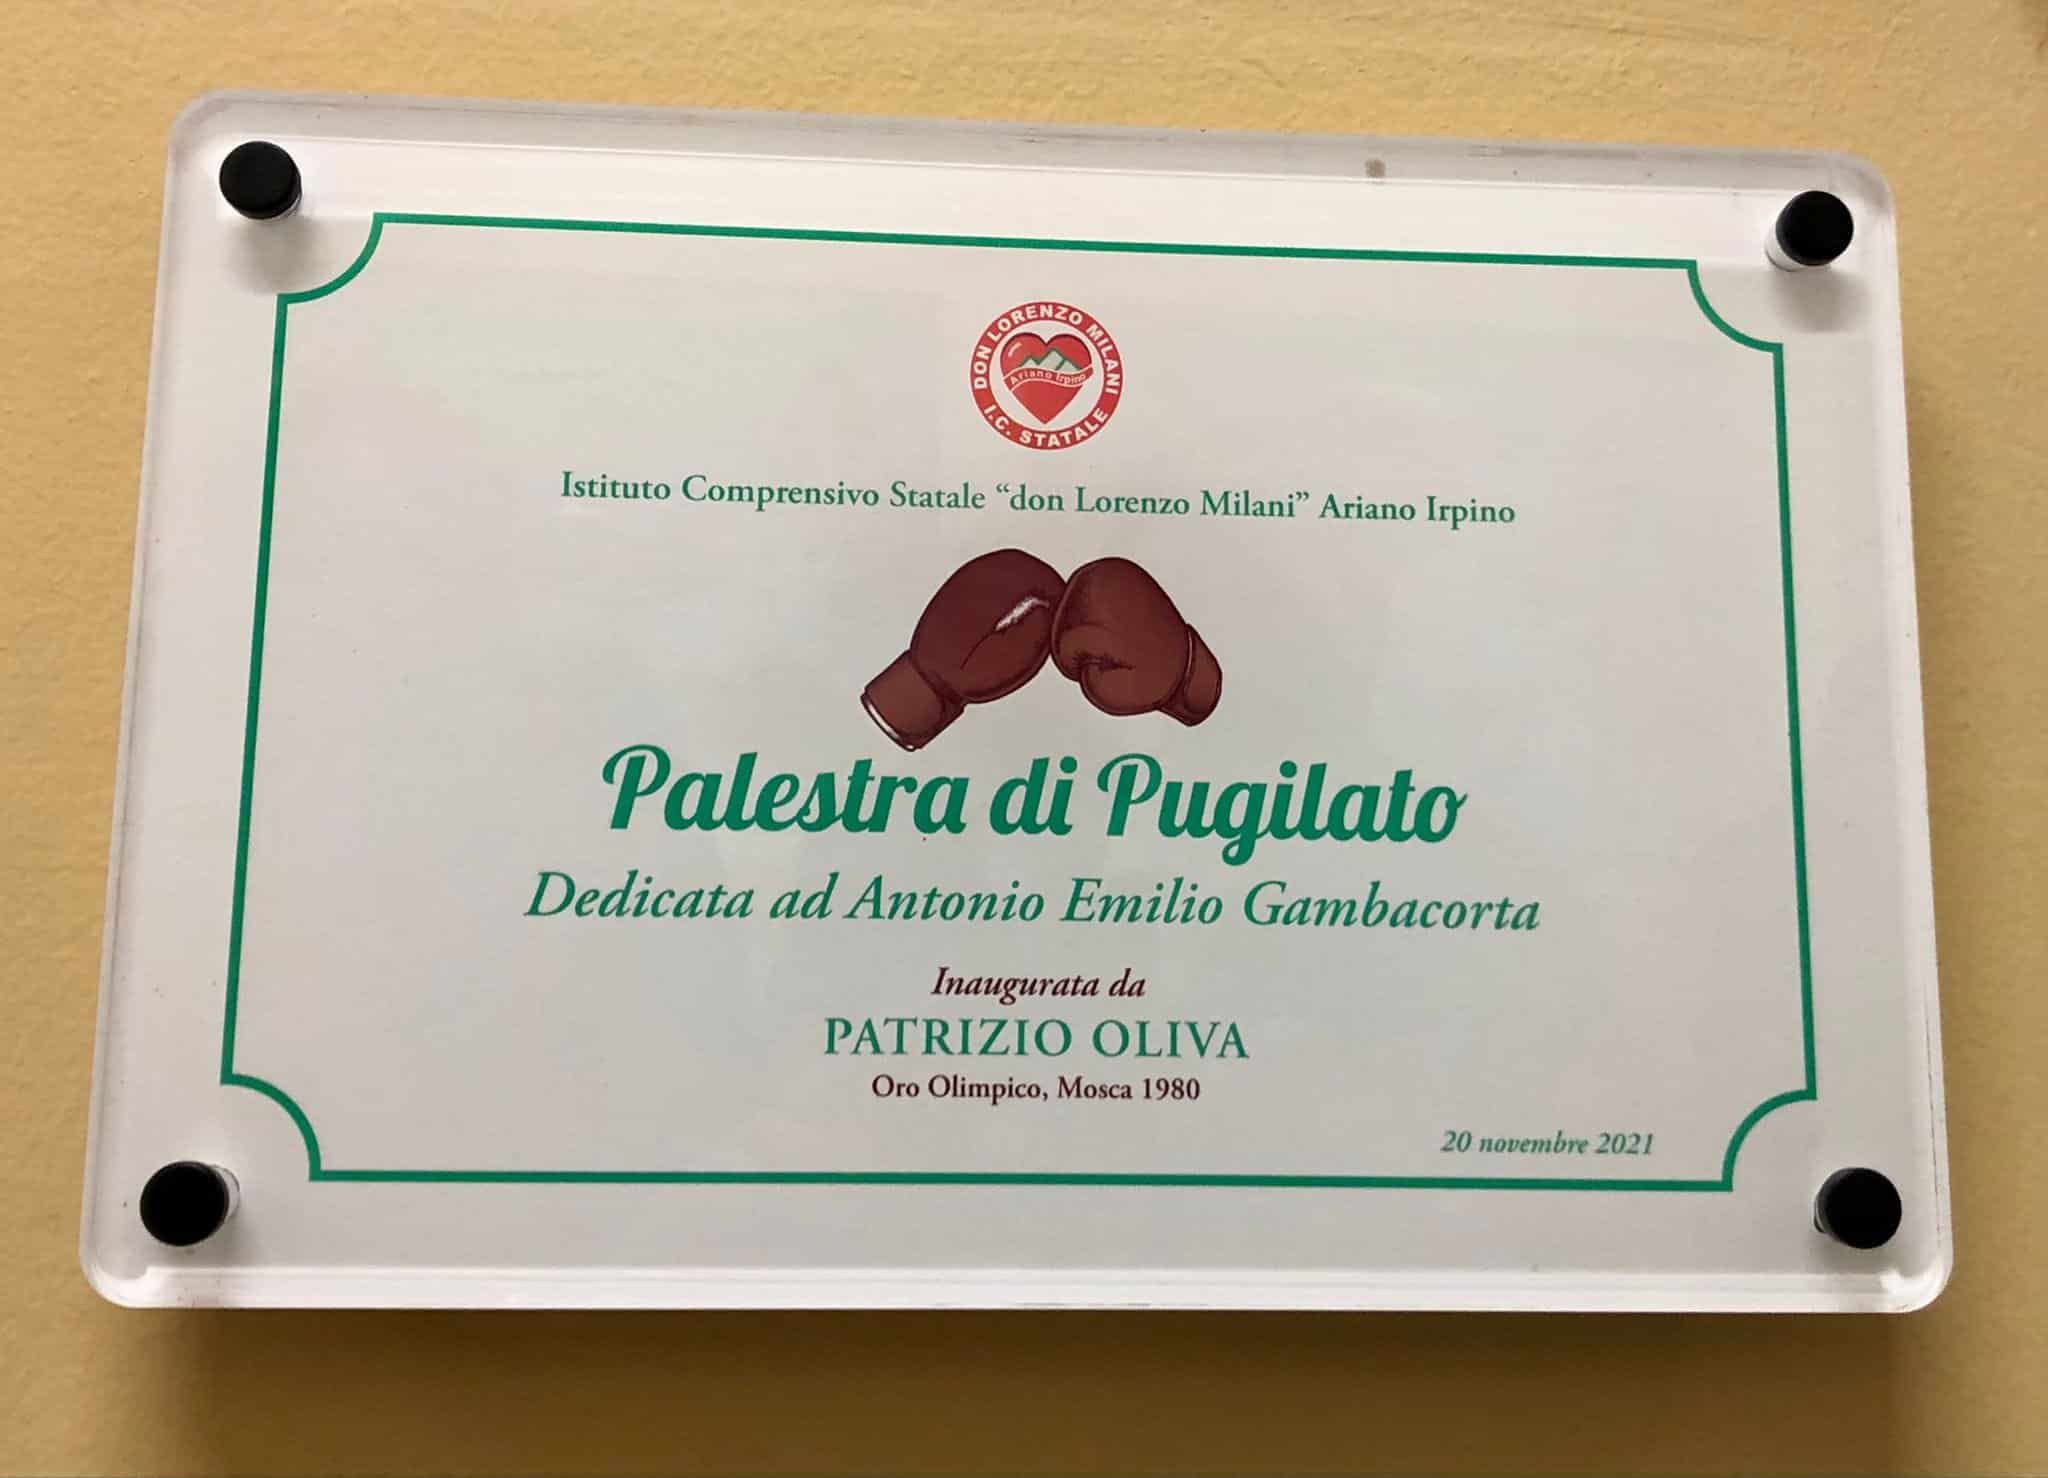 DON LORENZO MILANI
Ariano Irpino
I.C. STATALE
Istituto Comprensivo Statale “don Lorenzo Milani” Ariano Irpino
Palestra di Pugilato
Dedicata ad Antonio Emilio Gambacorta
Inaugurata da
PATRIZIO OLIVA
Oro Olimpico, Mosca 1980
20 novembre 2021